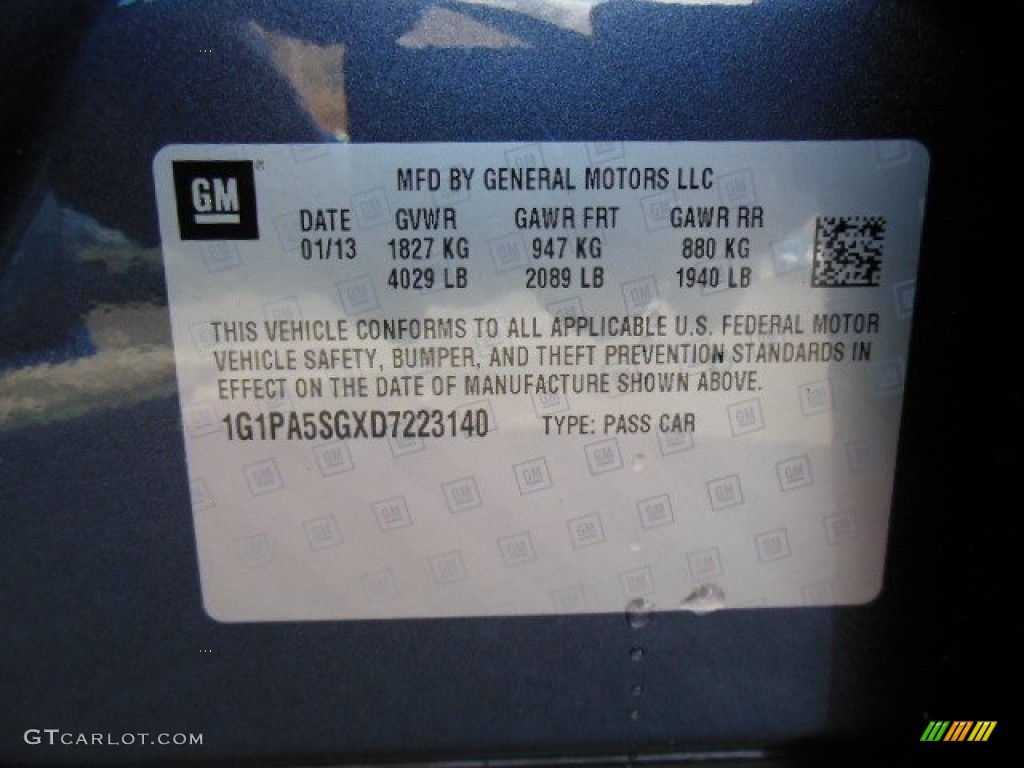 GM®
MFD BY GENERAL MOTORS LLC
DATE GVWR GAWR FRT GAWR RR
01/13 1827 KG 947 KG 880 KG
4029 LB 2089 LB 1940 LB
THIS VEHICLE CONFORMS TO ALL APPLICABLE U.S. FEDERAL MOTOR
VEHICLE SAFETY, BUMPER, AND THEFT PREVENTION STANDARDS IN
EFFECT ON THE DATE OF MANUFACTURE SHOWN ABOVE.
1G1PA5SGXD7223140 TYPE: PASS CAR
GTCARLOT.COM